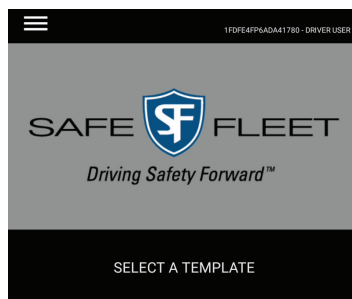 1FDFE4FP6ADA41780 - DRIVER USER
SAFE SF FLEET
Driving Safety Forward™
SELECT A TEMPLATE